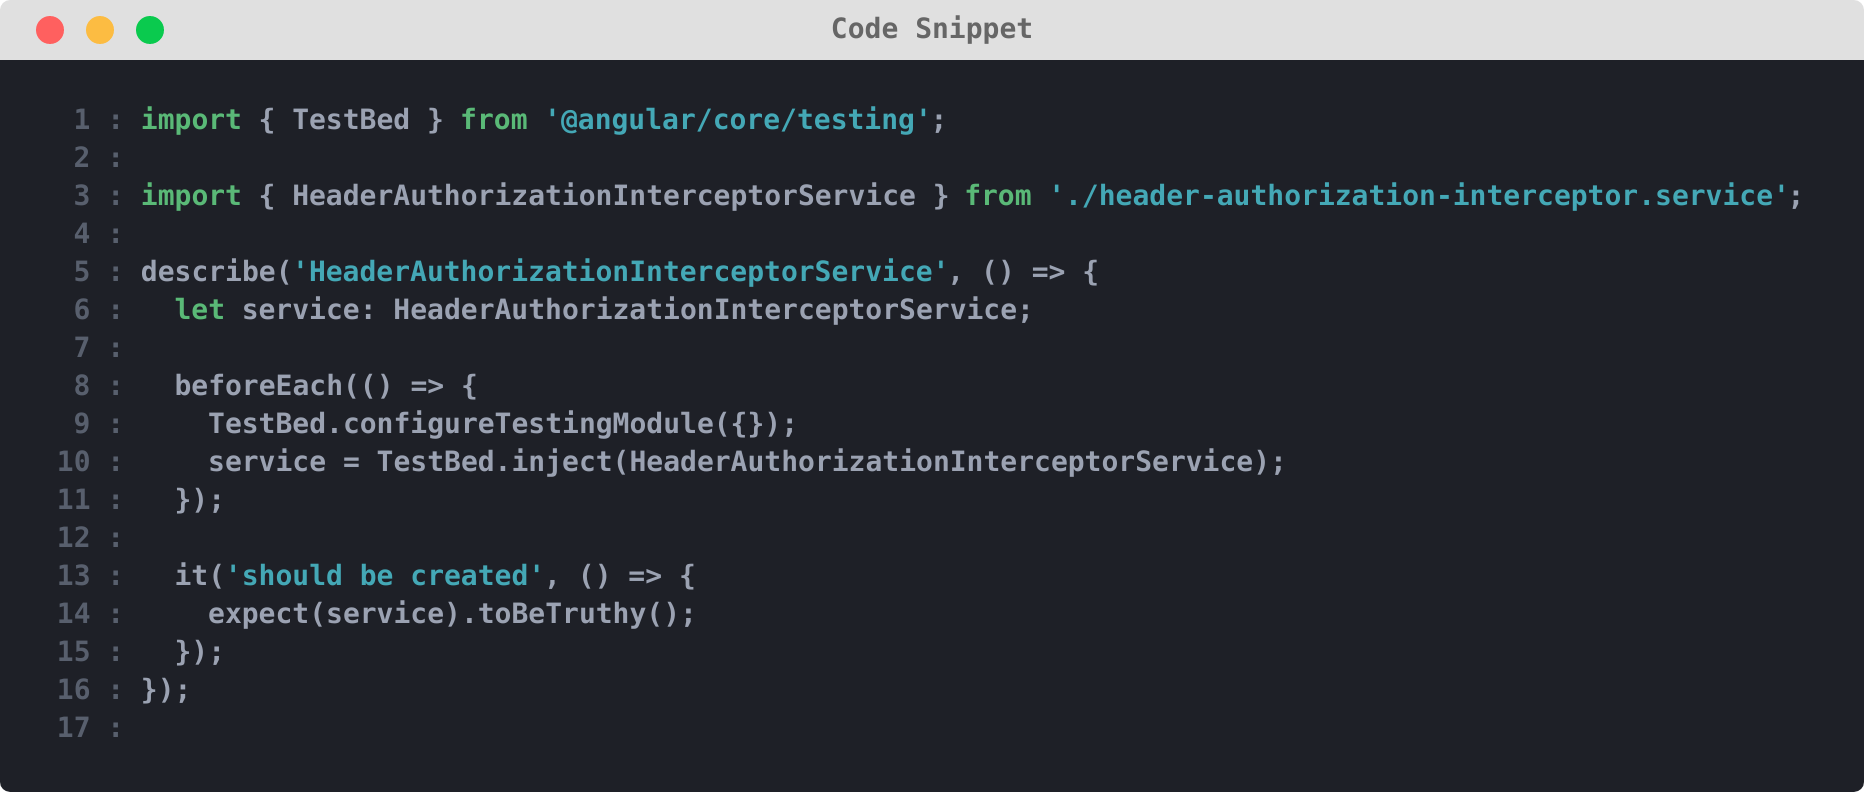 Code Snippet
1 : import { TestBed } from '@angular/core/testing';
2 :
3 : import { HeaderAuthorizationInterceptorService } from './header-authorization-interceptor.service';
4 :
5 : describe('HeaderAuthorizationInterceptorService', () => {
6 :   let service: HeaderAuthorizationInterceptorService;
7 :
8 :   beforeEach(() => {
9 :     TestBed.configureTestingModule({});
10 :     service = TestBed.inject(HeaderAuthorizationInterceptorService);
11 :   });
12 :
13 :   it('should be created', () => {
14 :     expect(service).toBeTruthy();
15 :   });
16 : });
17 :